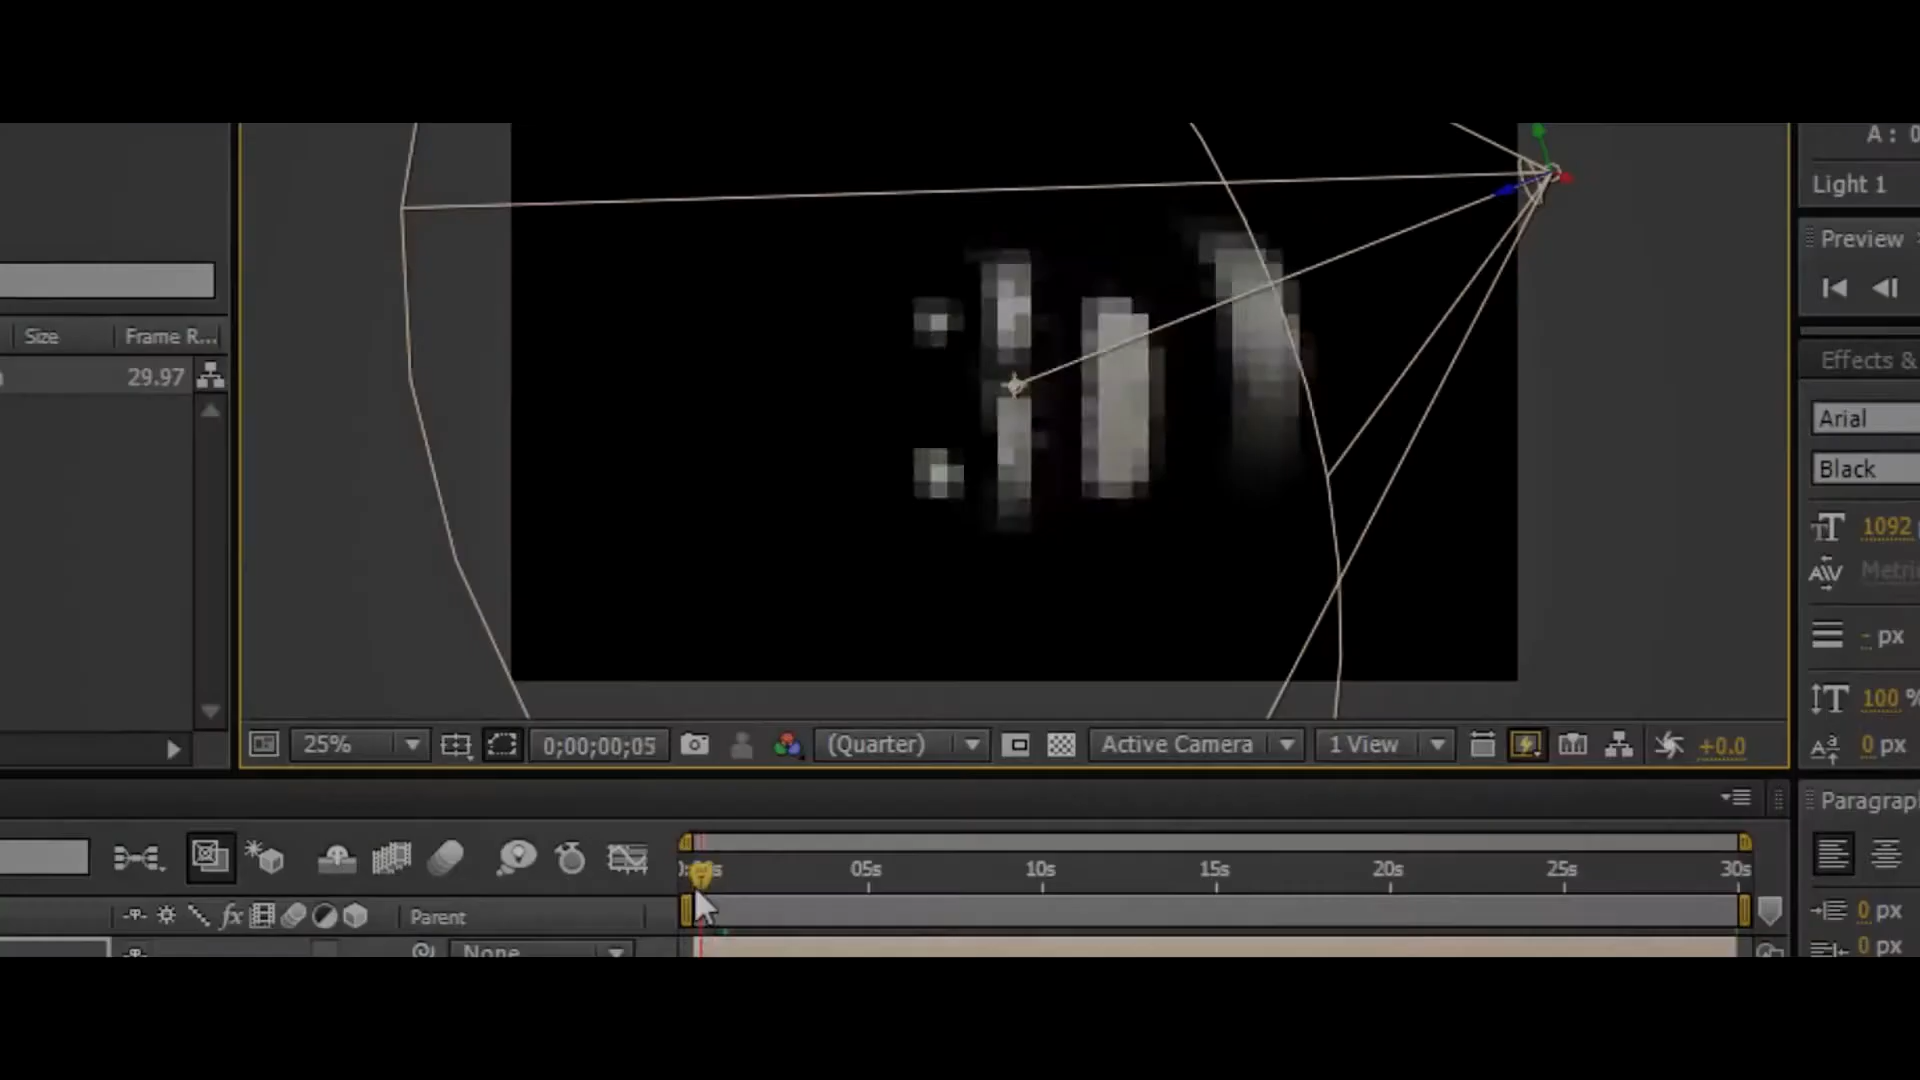 A : 0
Light 1
Preview
Size
Frame R...
29.97
Effects &
Arial
Black
1092
Metri
- px
100 %
0 px
25%
0;00;00;05
(Quarter)
Active Camera
1 View
+0.0
Paragrap
05s
10s
15s
20s
25s
30s
fx
Parent
None
0 px
0 px